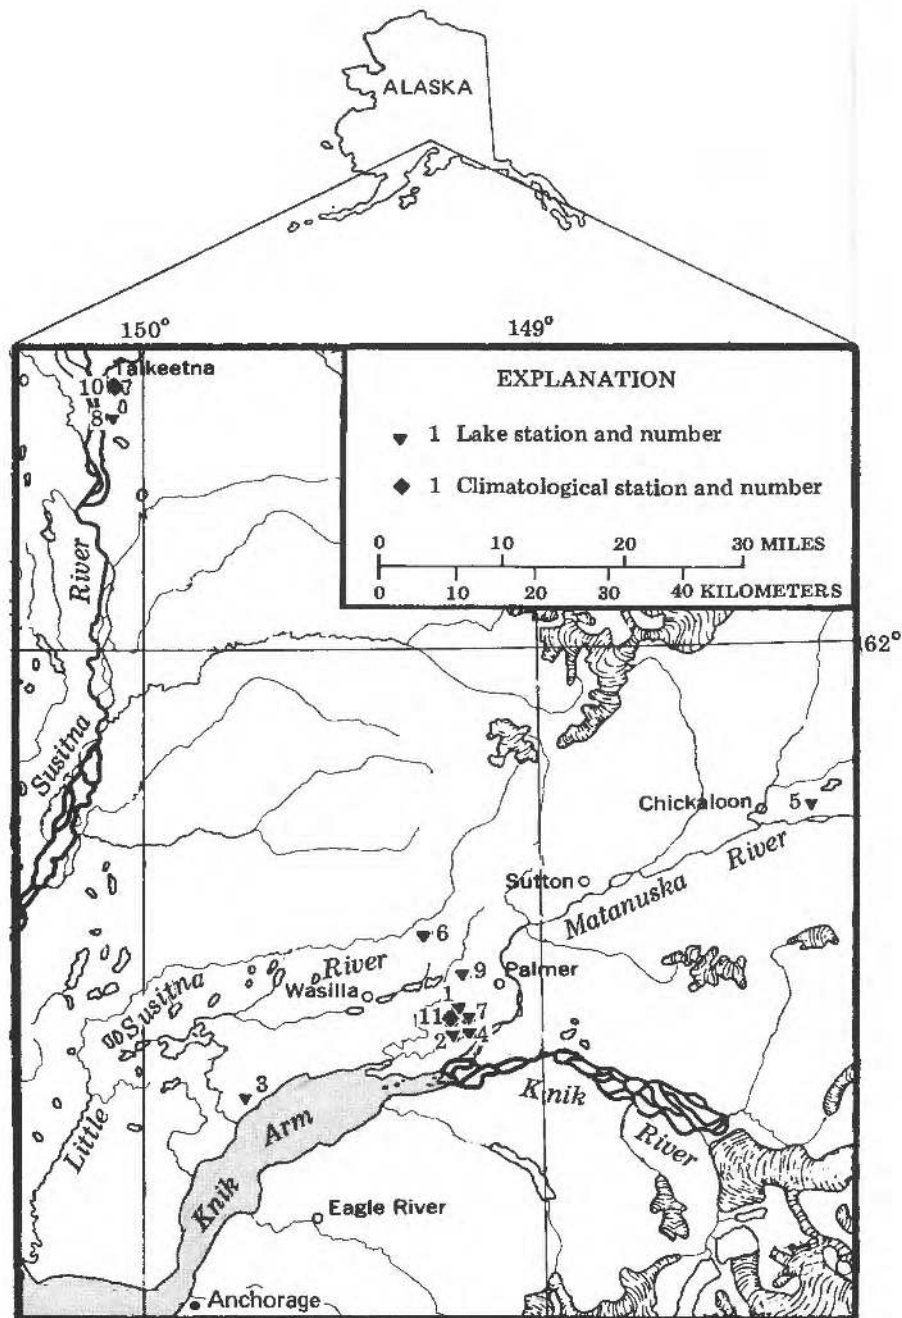 ALASKA
150°
149°
Talkeetna
10
7
8
EXPLANATION
1 Lake station and number
1 Climatological station and number
0 10 20 30 MILES
0 10 20 30 40 KILOMETERS
62°
River
Susitna
Chickaloon
5
Sutton
Matanuska River
6
9
Palmer
River
Wasilla
1
11
7
2
4
Susitna
Little
3
Knik Arm
Knik
River
Eagle River
Anchorage